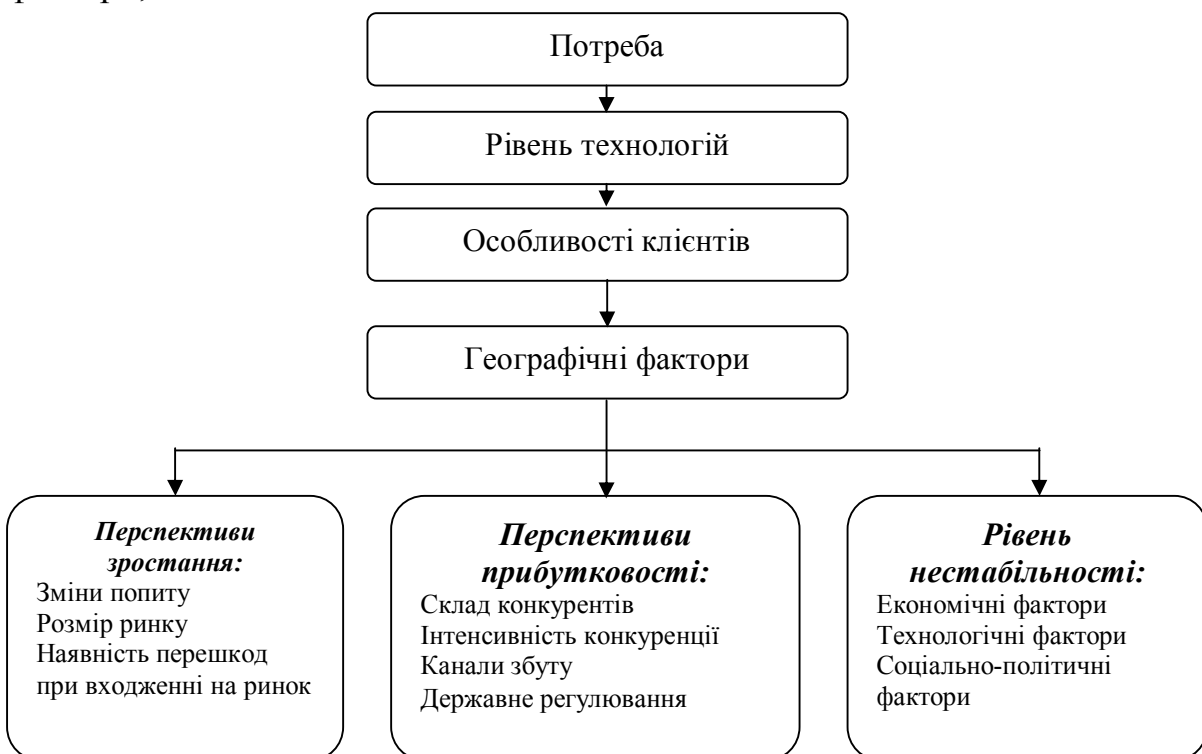 Потреба
Рівень технологій
Особливості клієнтів
Географічні фактори
Перспективи
зростання:
Зміни попиту
Розмір ринку
Наявність перешкод
при входженні на ринок
Перспективи
прибутковості:
Склад конкурентів
Інтенсивність конкуренції
Канали збуту
Державне регулювання
Рівень
нестабільності:
Економічні фактори
Технологічні фактори
Соціально-політичні
фактори